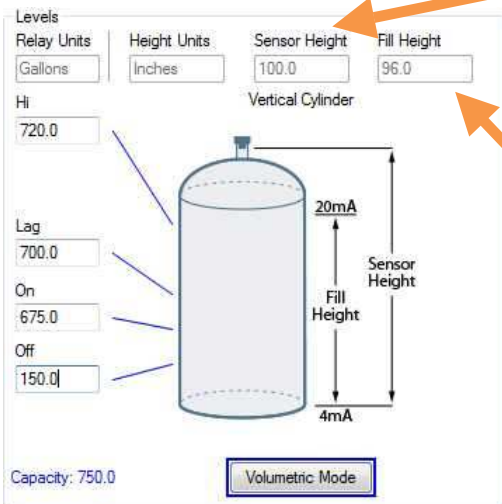 Levels
Relay Units Height Units Sensor Height Fill Height
Gallons Inches 100.0 96.0
Hi Vertical Cylinder
720.0
20mA
Lag
700.0
Sensor
Height
On
Fill
Height
675.0
Off
150.0
4mA
Capacity: 750.0 Volumetric Mode